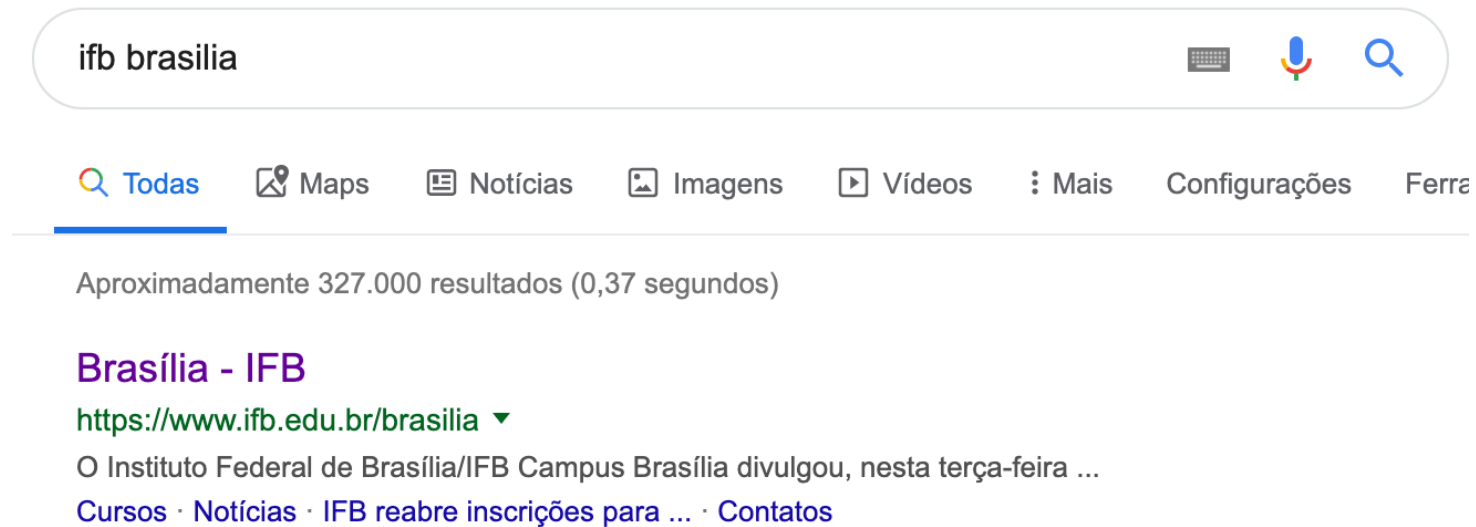 ifb brasilia
Todas Maps Notícias Imagens Vídeos Mais Configurações Ferra
Aproximadamente 327.000 resultados (0,37 segundos)
Brasília - IFB
https://www.ifb.edu.br/brasilia
O Instituto Federal de Brasília/IFB Campus Brasília divulgou, nesta terça-feira ...
Cursos · Notícias · IFB reabre inscrições para ... · Contatos